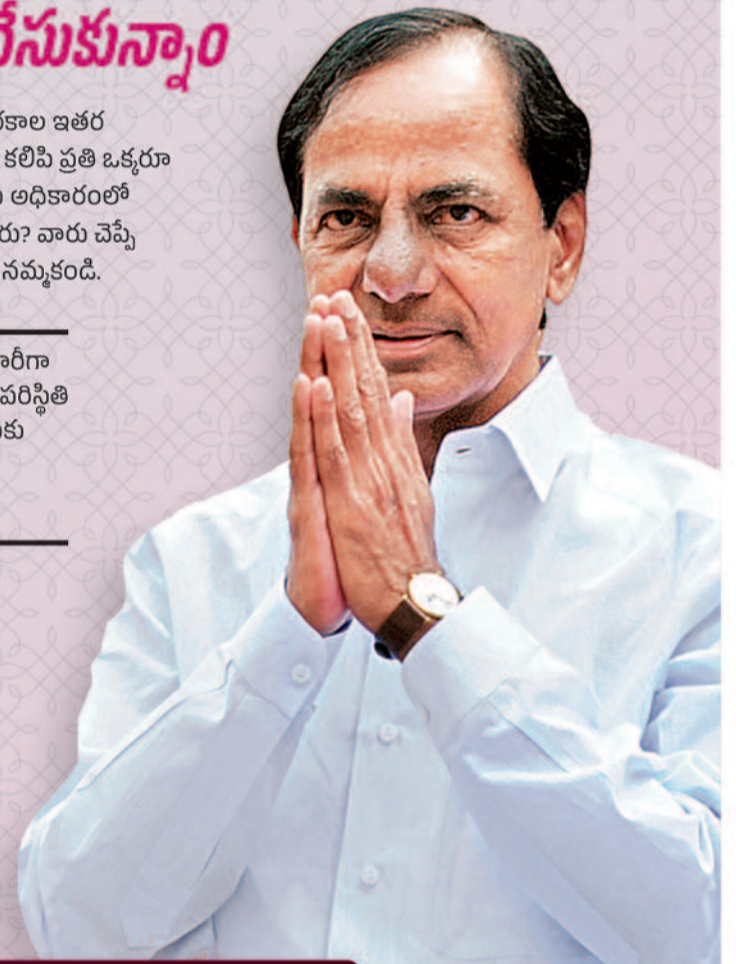 సుకున్నాం
ఇతర
కలిపి ప్రతి ఒక్కరూ
అధికారంలో
రు? వారు చెప్పే
నమ్మకండి.
పరిస్థితి